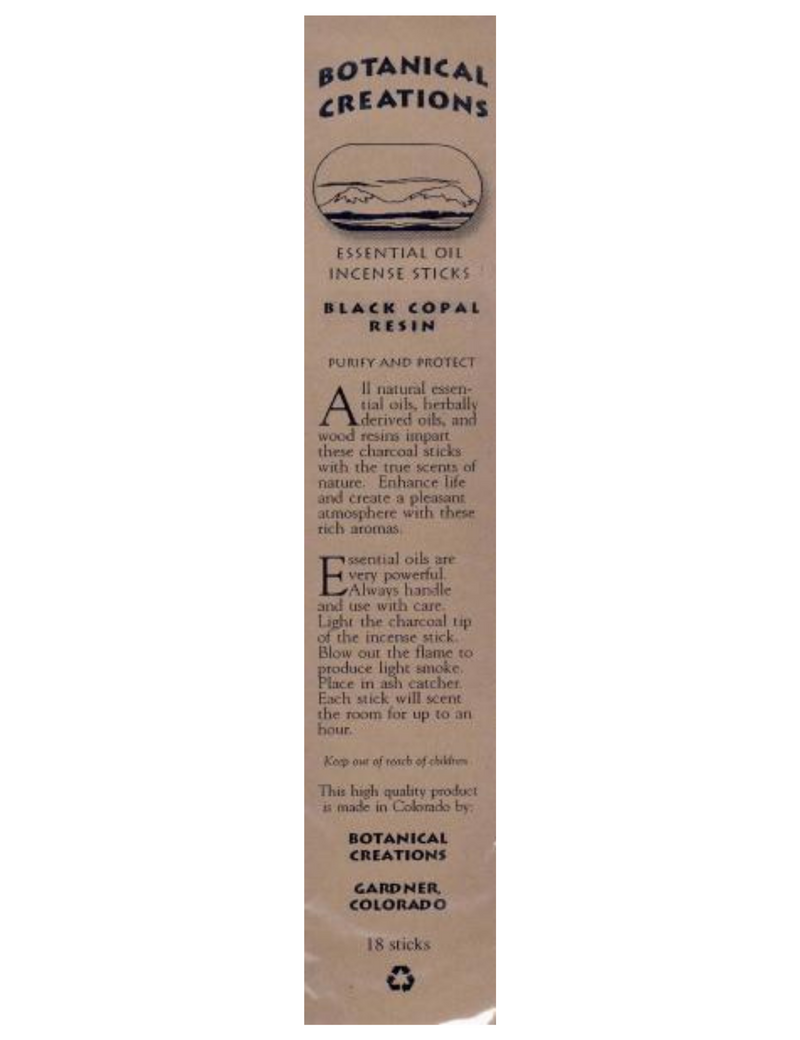 BOTANICAL
CREATIONS
ESSENTIAL OIL
INCENSE STICKS
BLACK COPAL
RESIN
PURIFY AND PROTECT
All natural essen-
tial oils, herbally
derived oils, and
wood resins impart
these charcoal sticks
with the true scents of
nature. Enhance life
and create a pleasant
atmosphere with these
rich aromas.
Essential oils are
very powerful.
Always handle
and use with care.
Light the charcoal tip
of the incense stick.
Blow out the flame to
produce light smoke.
Place in ash catcher.
Each stick will scent
the room for up to an
hour.
Keep out of reach of children
This high quality product
is made in Colorado by:
BOTANICAL
CREATIONS
GARDNER,
COLORADO
18 sticks